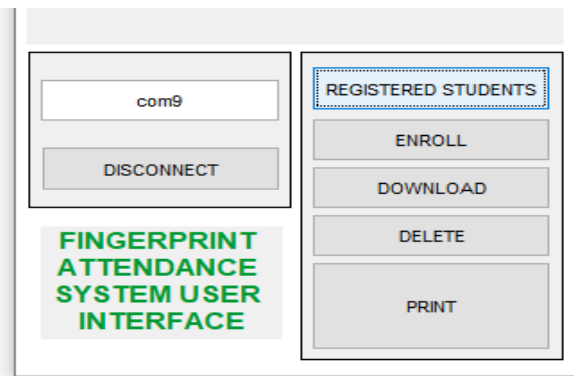 com9
DISCONNECT
FINGERPRINT
ATTENDANCE
SYSTEM USER
INTERFACE
REGISTERED STUDENTS
ENROLL
DOWNLOAD
DELETE
PRINT